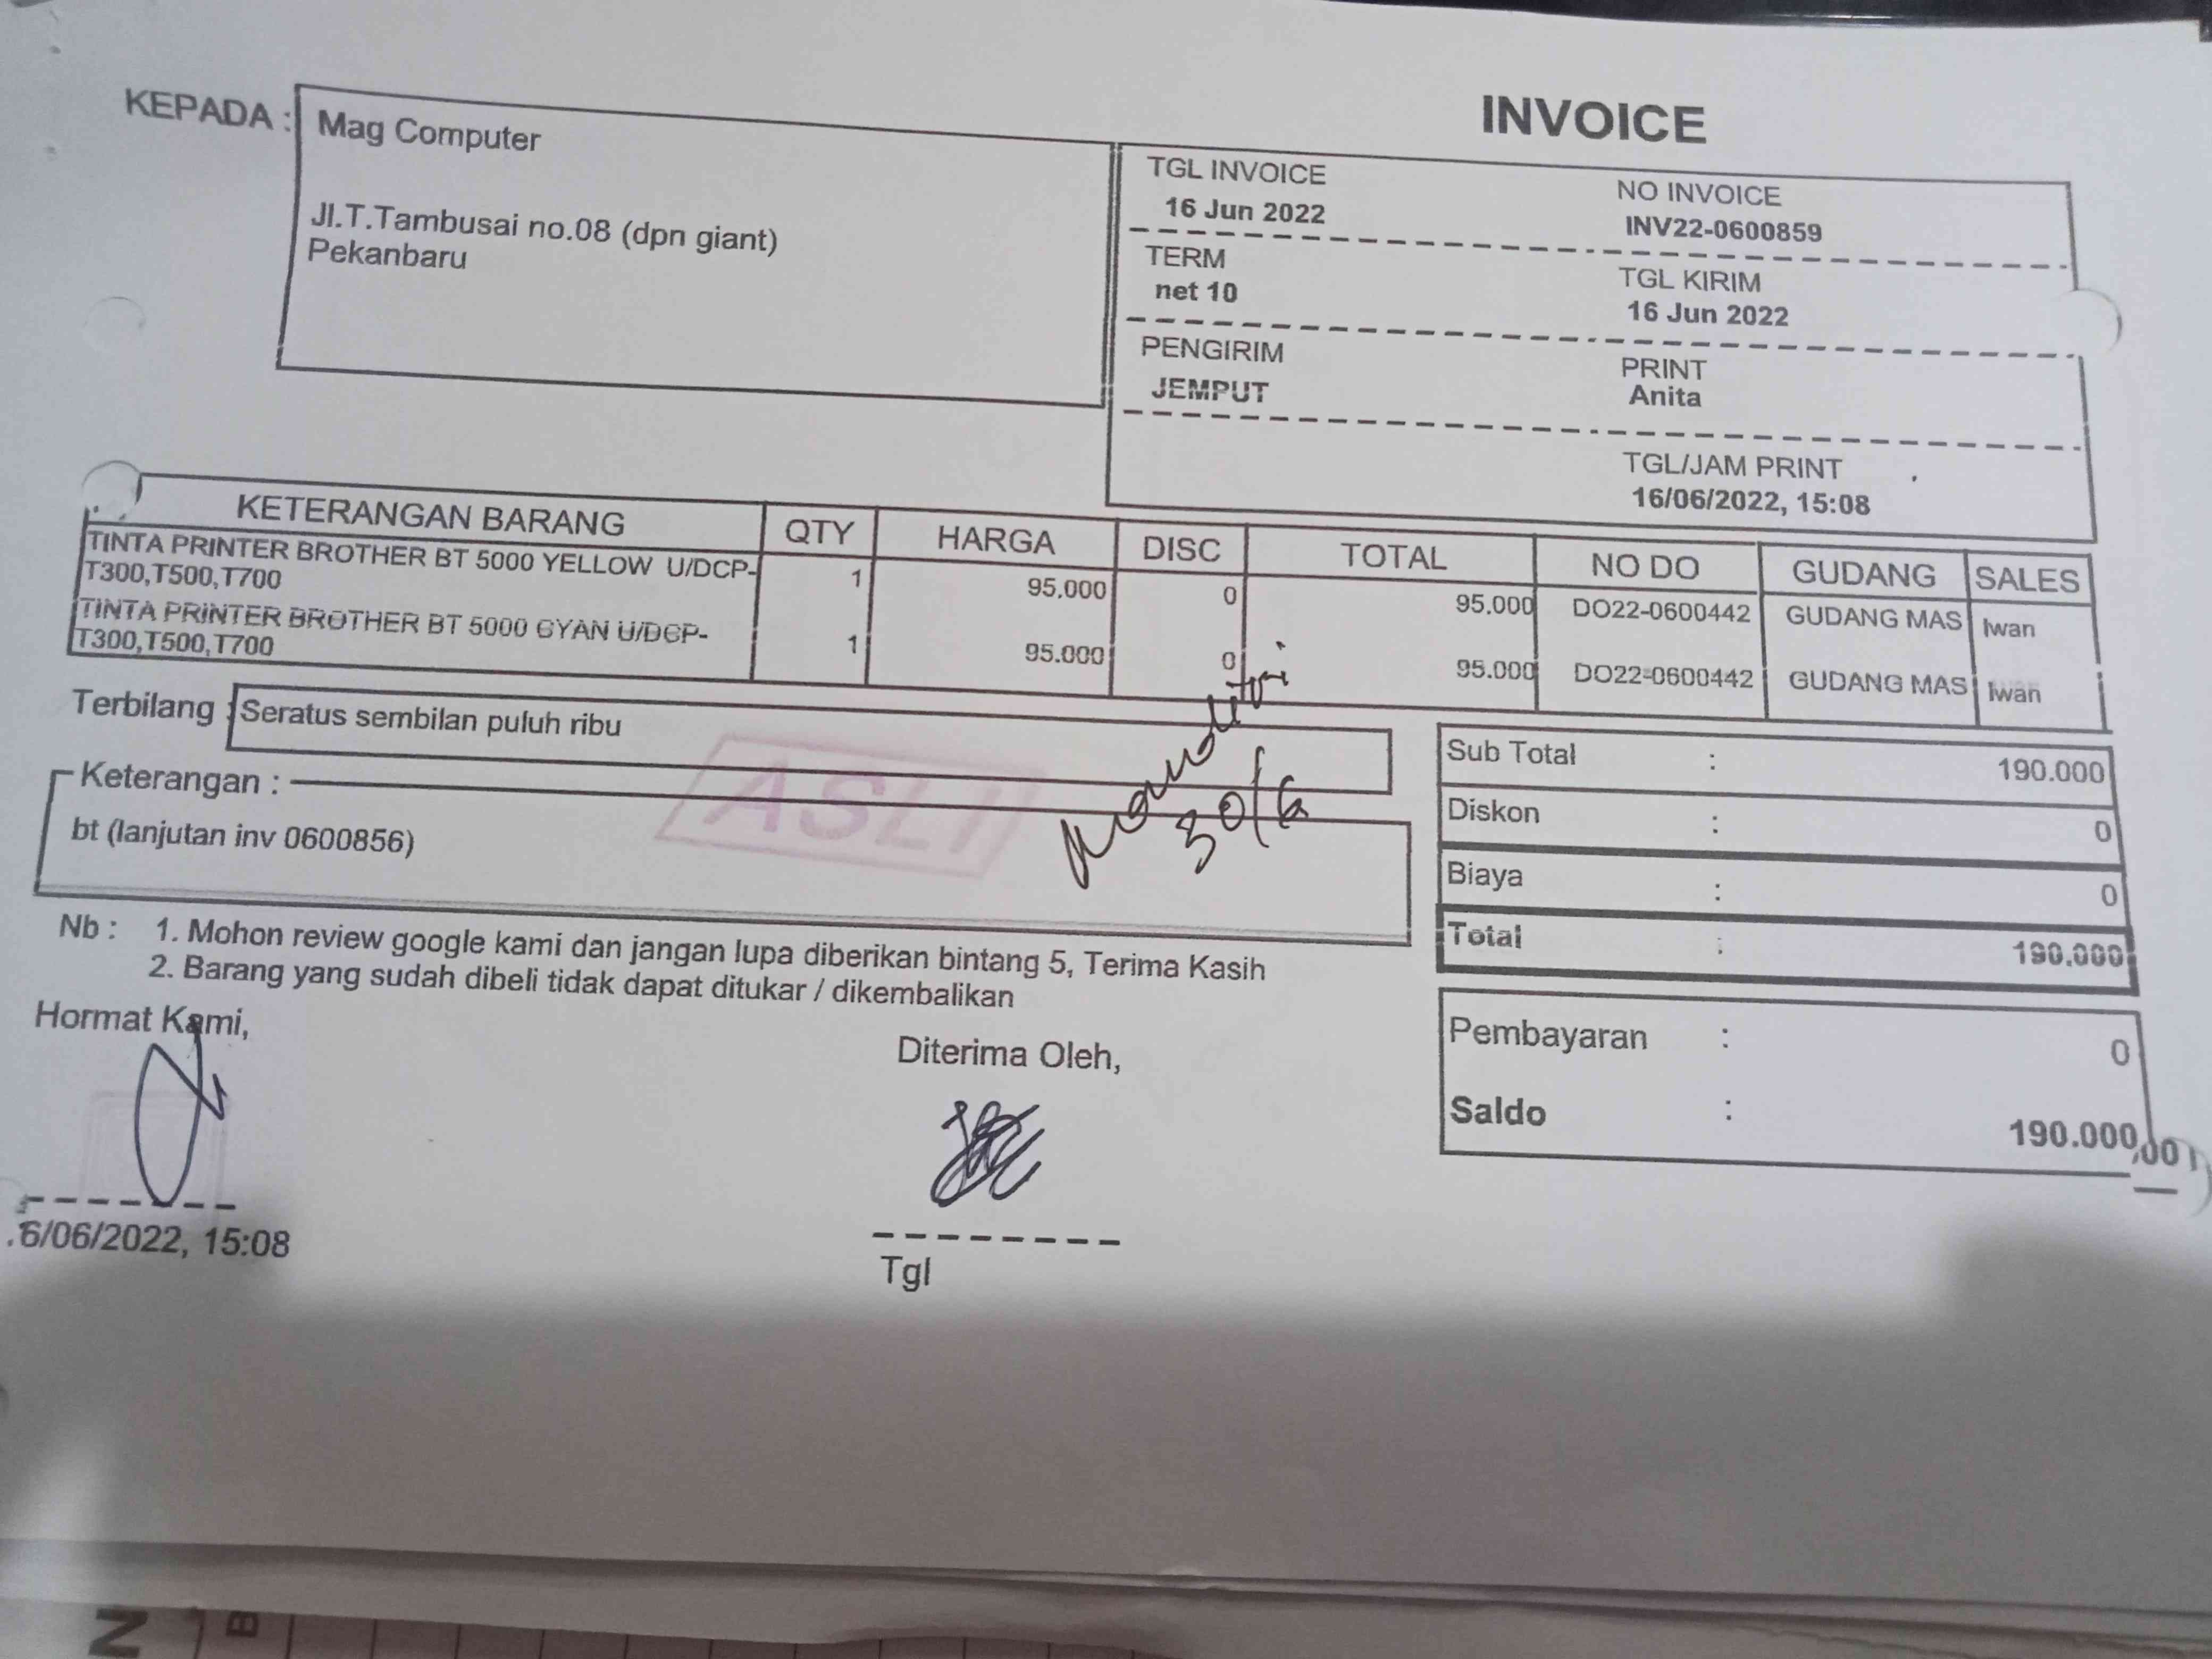 INVOICE
KEPADA :
Mag Computer
Jl.T.Tambusai no.08 (dpn giant)
Pekanbaru
TGL INVOICE
16 Jun 2022
NO INVOICE
INV22-0600859
TERM
net 10
TGL KIRIM
16 Jun 2022
PENGIRIM
JEMPUT
PRINT
Anita
TGL/JAM PRINT
16/06/2022, 15:08
KETERANGAN BARANG QTY HARGA DISC TOTAL NO DO GUDANG SALES
TINTA PRINTER BROTHER BT 5000 YELLOW U/DCP-
T300,T500,T700 1 95.000 0 95.000 DO22-0600442 GUDANG MAS Iwan
TINTA PRINTER BROTHER BT 5000 CYAN U/DCP-
T300,T500,T700 1 95.000 0 95.000 DO22-0600442 GUDANG MAS Iwan
Terbilang : Seratus sembilan puluh ribu
Keterangan :
bt (lanjutan inv 0600856)
ASLI
Mandiri
30/6
Sub Total : 190.000
Diskon : 0
Biaya : 0
Total : 190.000
Nb : 1. Mohon review google kami dan jangan lupa diberikan bintang 5, Terima Kasih
2. Barang yang sudah dibeli tidak dapat ditukar / dikembalikan
Pembayaran : 0
Saldo : 190.000
,00
Hormat Kami,
6/06/2022, 15:08
Diterima Oleh,
Tgl
N
B